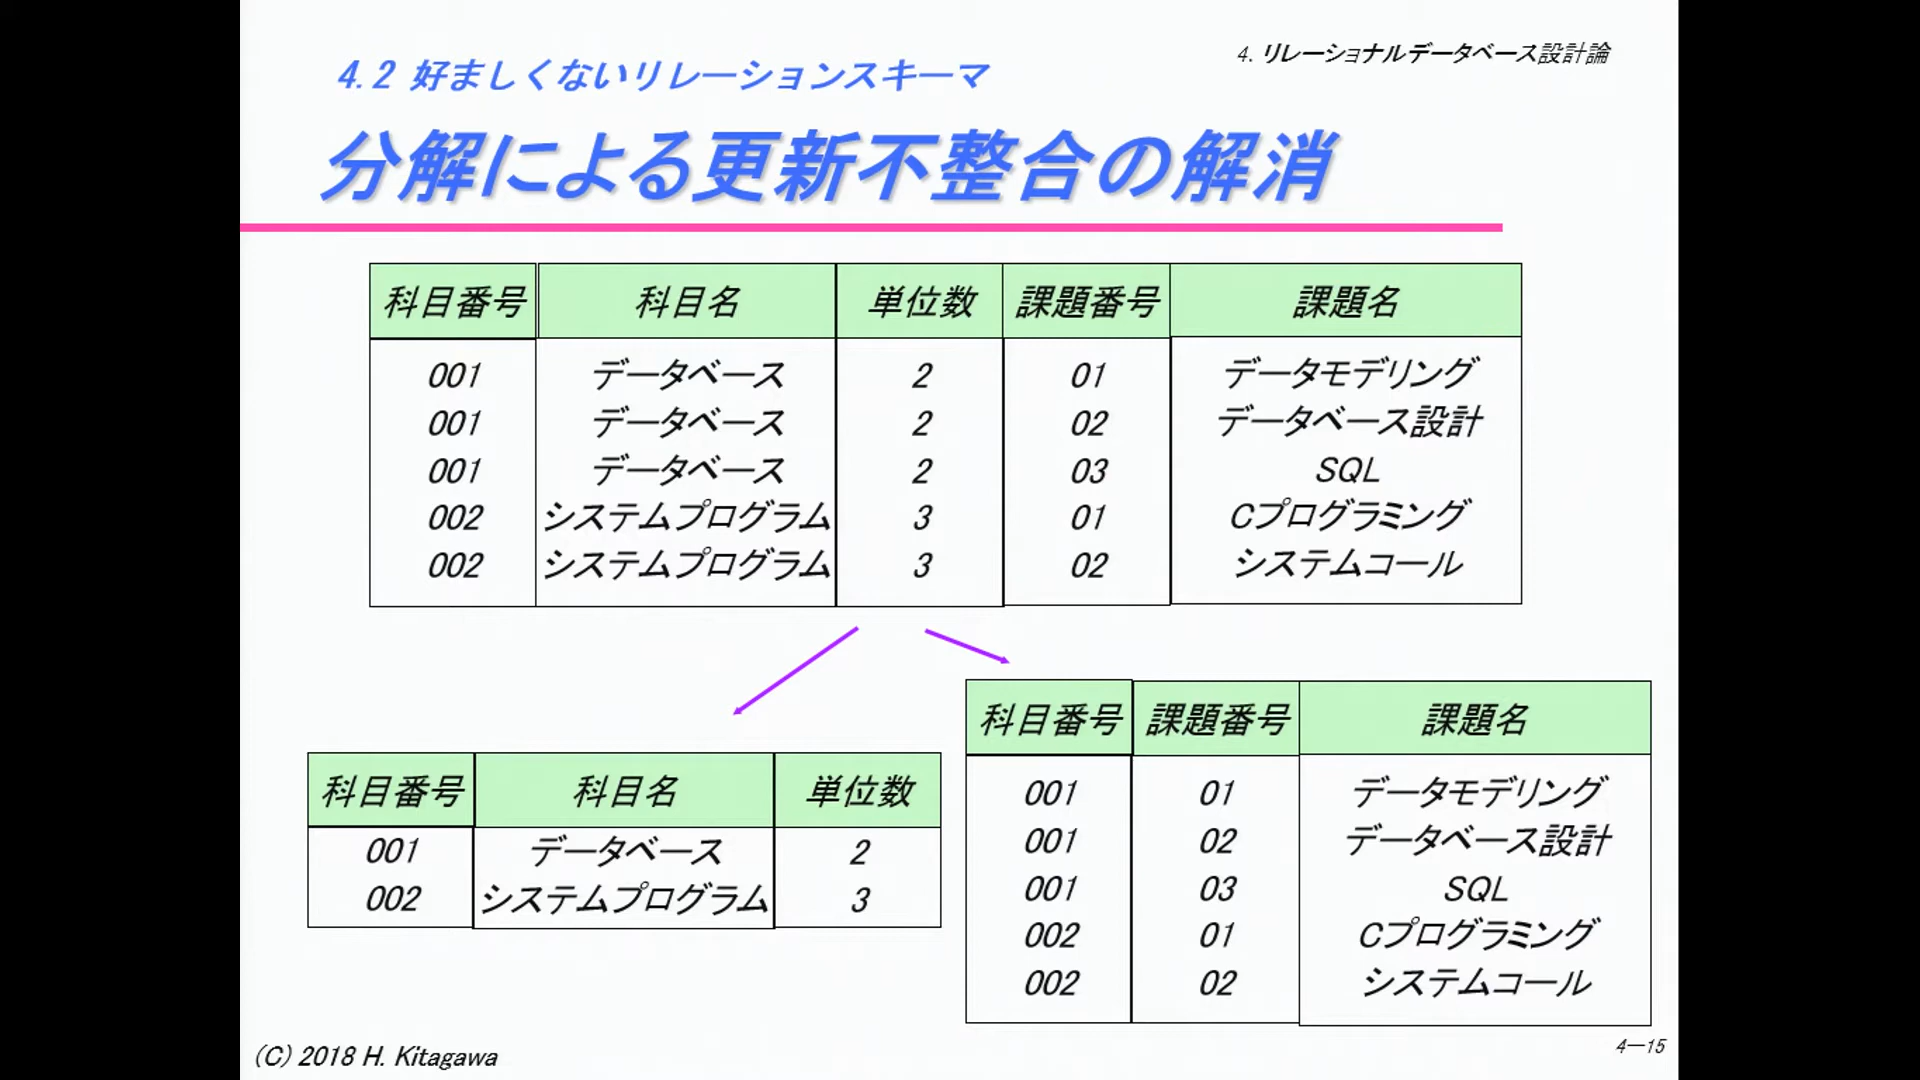 4. リレーショナルデータベース設計論
4.2 好ましくないリレーションスキーマ
分解による更新不整合の解消
科目番号 科目名 単位数 課題番号 課題名
001 データベース 2 01 データモデリング
001 データベース 2 02 データベース設計
001 データベース 2 03 SQL
002 システムプログラム 3 01 Cプログラミング
002 システムプログラム 3 02 システムコール
科目番号 科目名 単位数
001 データベース 2
002 システムプログラム 3
科目番号 課題番号 課題名
001 01 データモデリング
001 02 データベース設計
001 03 SQL
002 01 Cプログラミング
002 02 システムコール
(C) 2018 H. Kitagawa
4－15